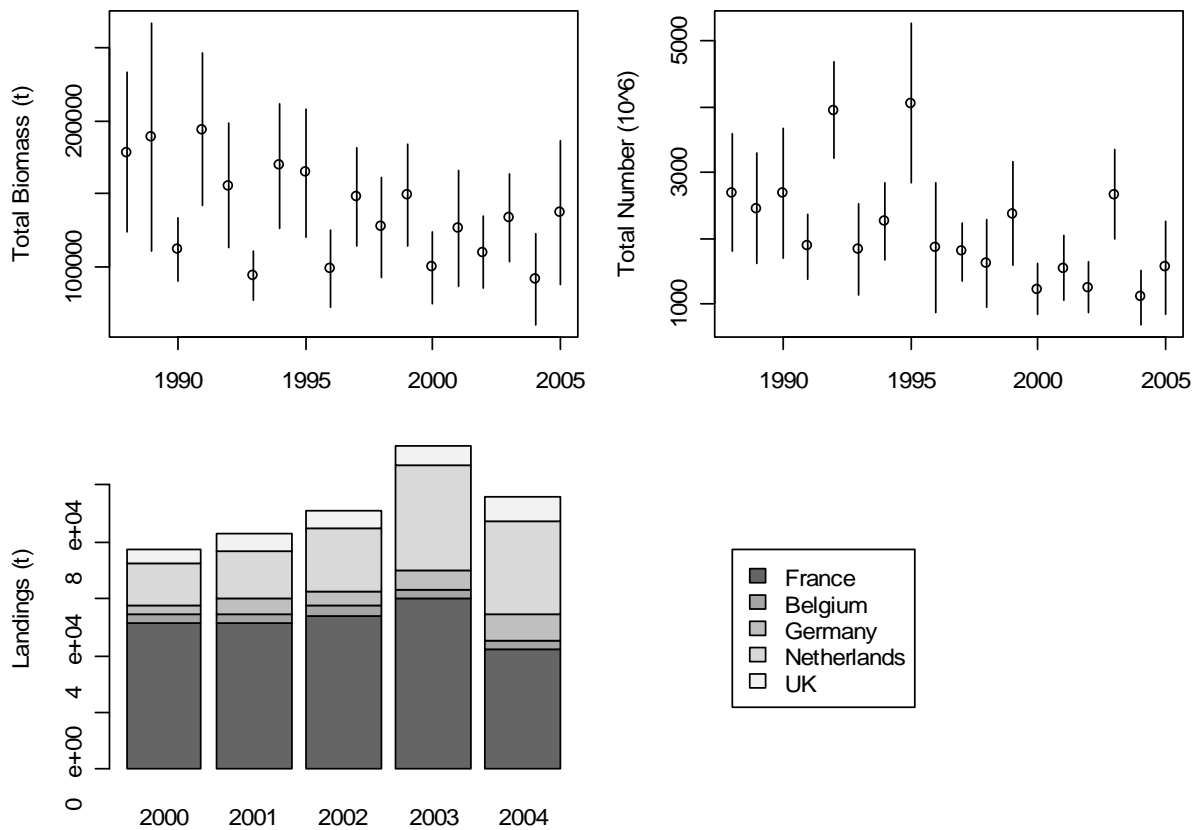 Total Biomass (t)
200000
100000
1990 1995 2000 2005
Total Number (10^6)
5000
3000
1000
1990 1995 2000 2005
Landings (t)
8 e+04
4 e+04
0 e+00
2000 2001 2002 2003 2004
France
Belgium
Germany
Netherlands
UK